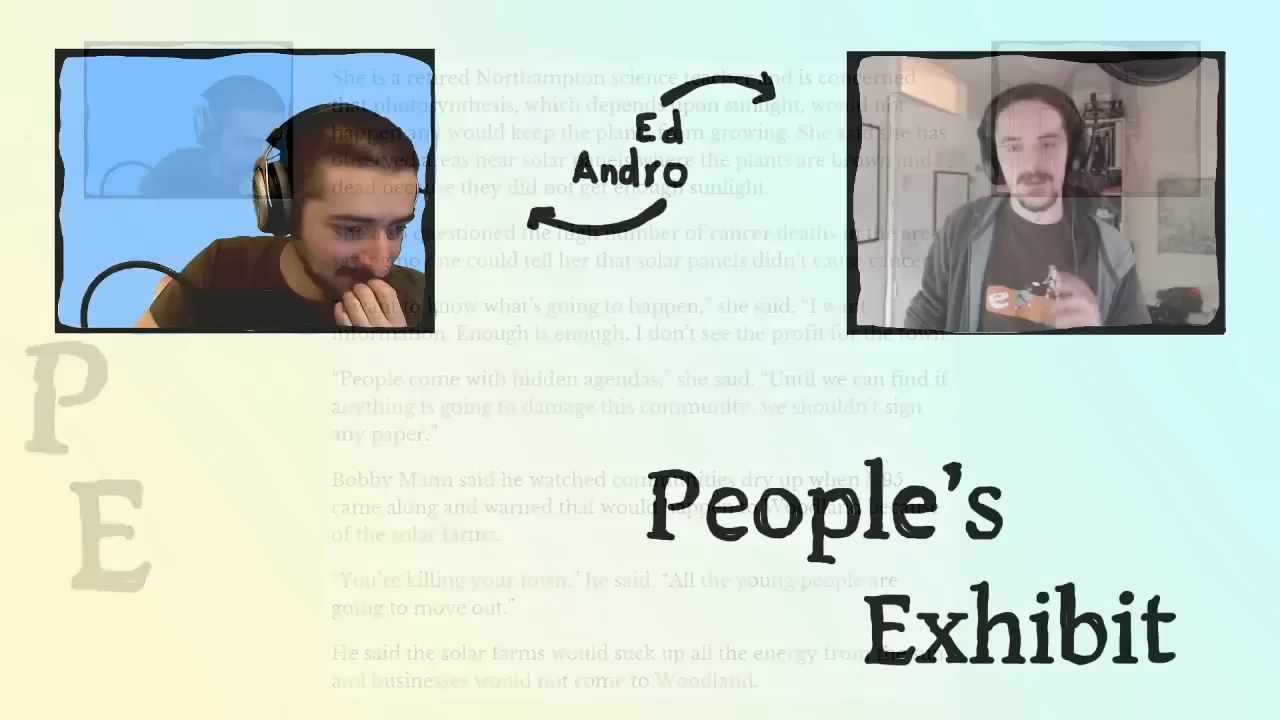 She is a retired Northampton science teacher and is concerned
that photosynthesis, which depends upon sunlight, would not
happen and would keep the plants from growing. She said she has
observed areas near solar panels where the plants are brown and
dead because they did not get enough sunlight.
She also questioned the high number of cancer deaths in the area,
saying no one could tell her that solar panels didn't cause cancer.
“I want to know what's going to happen,” she said. “I want
information. Enough is enough. I don't see the profit for the town.
“People come with hidden agendas,” she said. “Until we can find if
anything is going to damage this community, we shouldn't sign
any paper.”
Bobby Mann said he watched communities dry up when I-95
came along and warned that would happen to Woodland because
of the solar farms.
“You're killing your town,” he said. “All the young people are
going to move out.”
He said the solar farms would suck up all the energy from the sun
and businesses would not come to Woodland.
Ed
Andro
P
E
People's
Exhibit